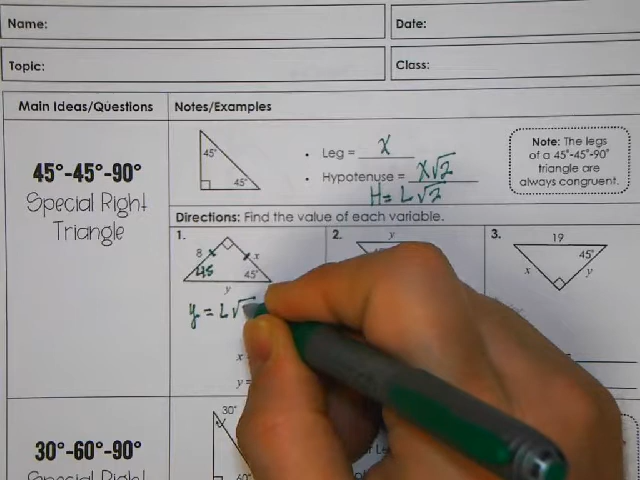 Name:
Date:
Topic:
Class:
Main Ideas/Questions
Notes/Examples
45°-45°-90°
Special Right
Triangle
45°
45°
• Leg = x
• Hypotenuse = x√2
H = L√2
Note: The legs
of a 45°-45°-90°
triangle are
always congruent.
Directions: Find the value of each variable.
1.
8
x
45
45°
y
y = L√
x
y =
2.
y
3.
19
45°
x
y
30°-60°-90°
Special Right
30°